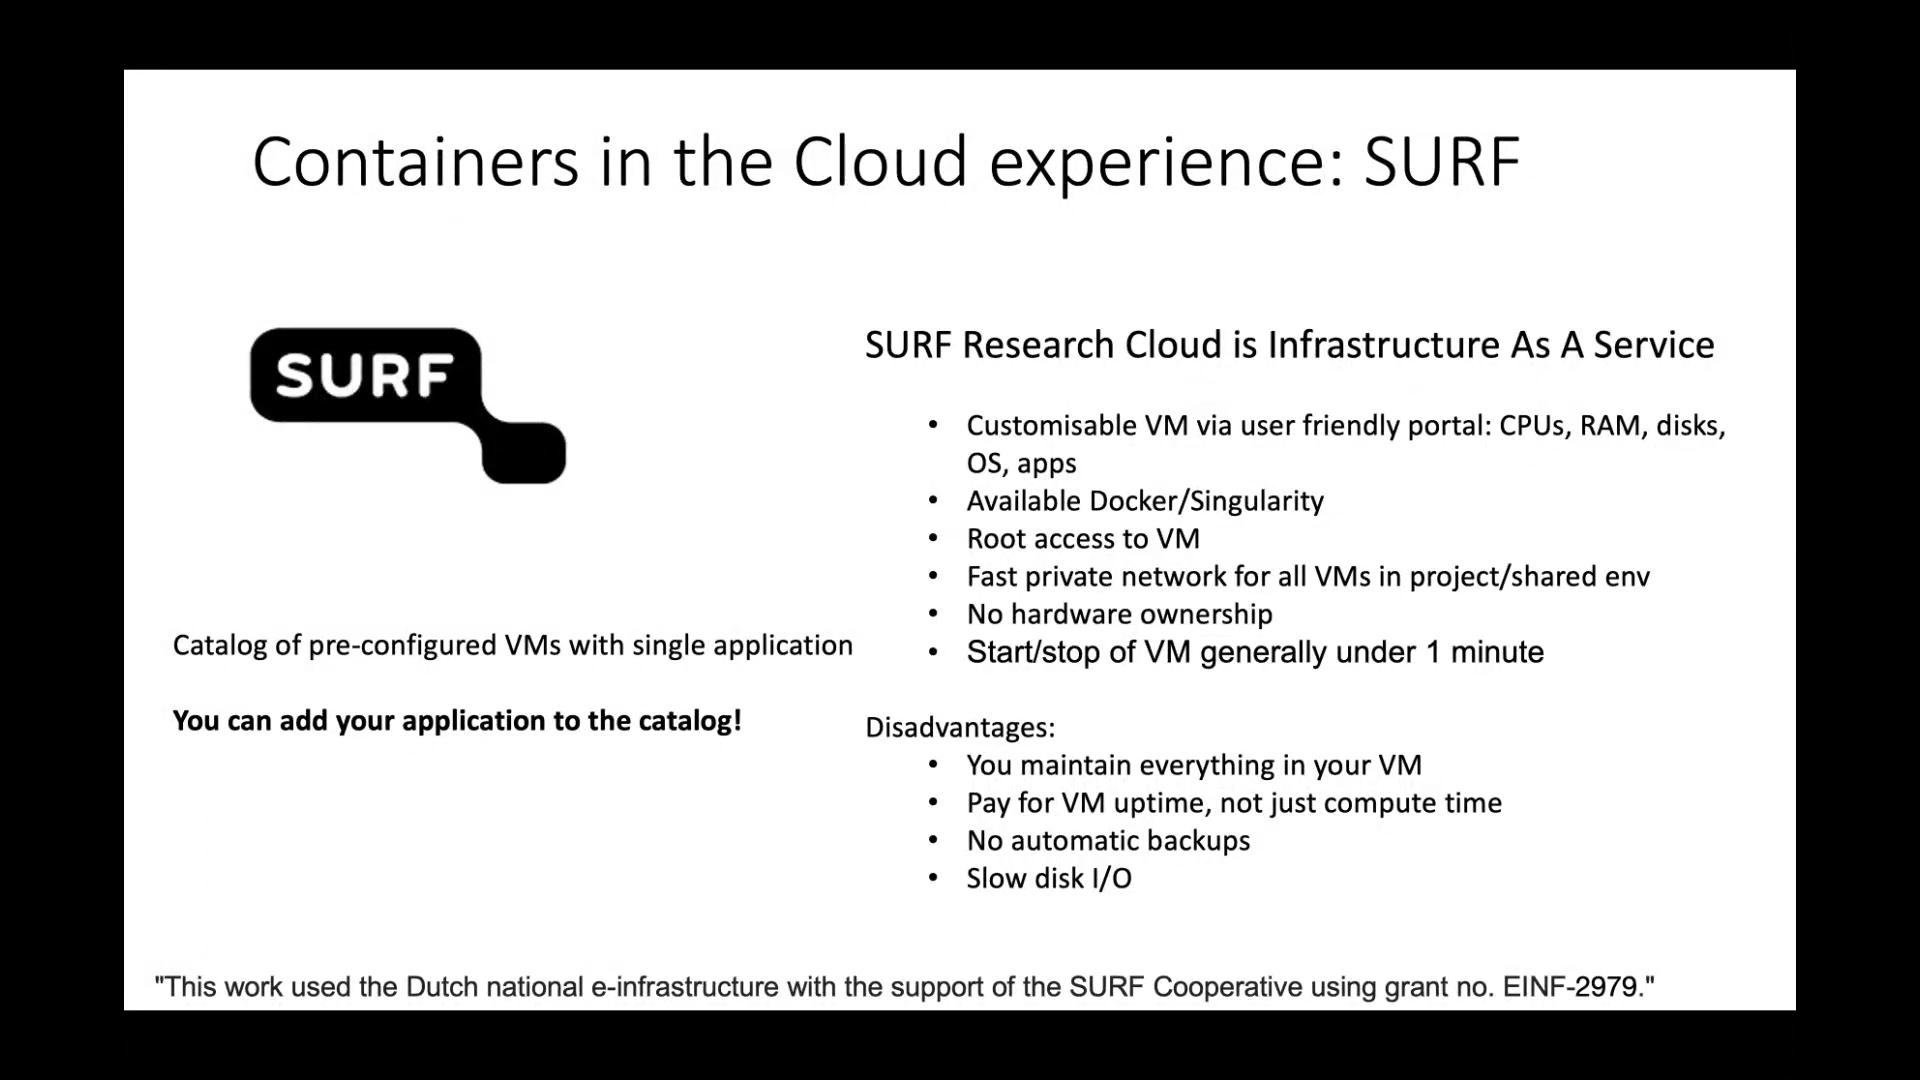 Containers in the Cloud experience: SURF
SURF
Catalog of pre-configured VMs with single application
You can add your application to the catalog!
SURF Research Cloud is Infrastructure As A Service
• Customisable VM via user friendly portal: CPUs, RAM, disks,
OS, apps
• Available Docker/Singularity
• Root access to VM
• Fast private network for all VMs in project/shared env
• No hardware ownership
• Start/stop of VM generally under 1 minute
Disadvantages:
• You maintain everything in your VM
• Pay for VM uptime, not just compute time
• No automatic backups
• Slow disk I/O
"This work used the Dutch national e-infrastructure with the support of the SURF Cooperative using grant no. EINF-2979."